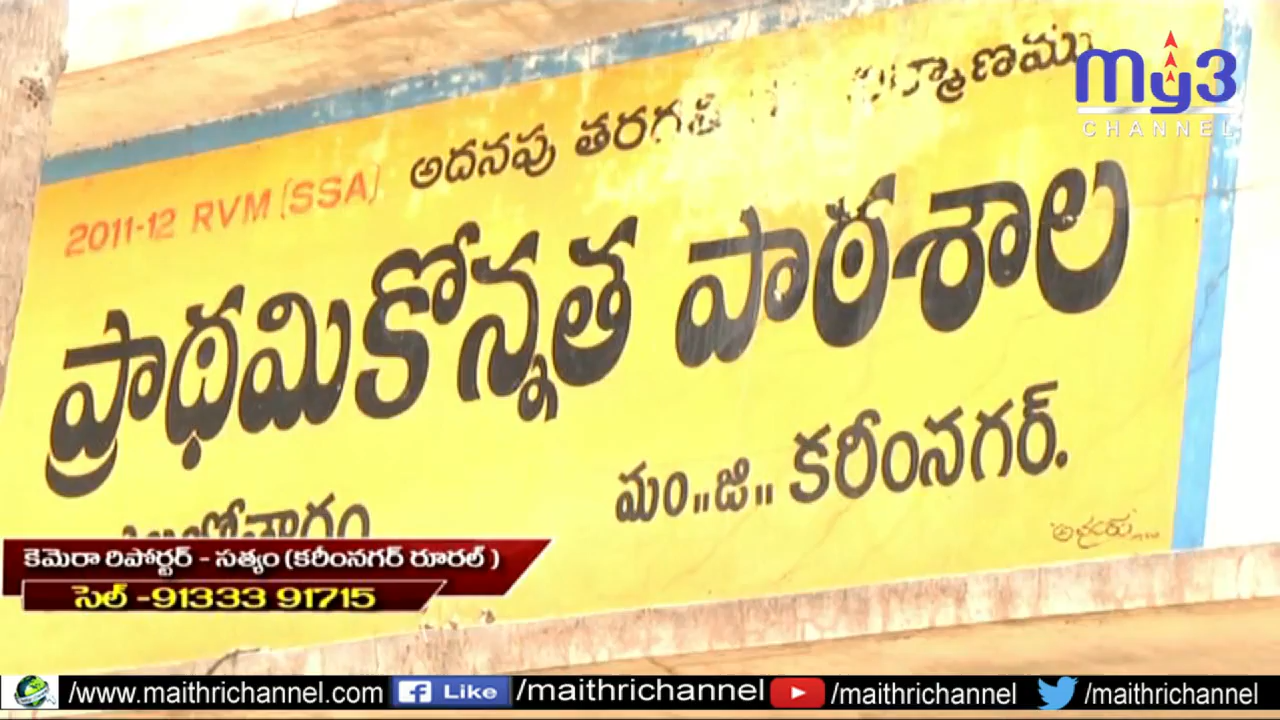 my3
CHANNEL
2011-12 RVM (SSA) అదనపు తరగతి నిర్మాణము
ప్రాథమికోన్నత పాఠశాల
మం..జి.. కరీంనగర్.
కెమెరా రిపోర్టర్ - సత్యం (కరీంనగర్ రూరల్ )
సెల్ -91333 91715
/www.maithrichannel.com Like /maithrichannel /maithrichannel /maithrichannel